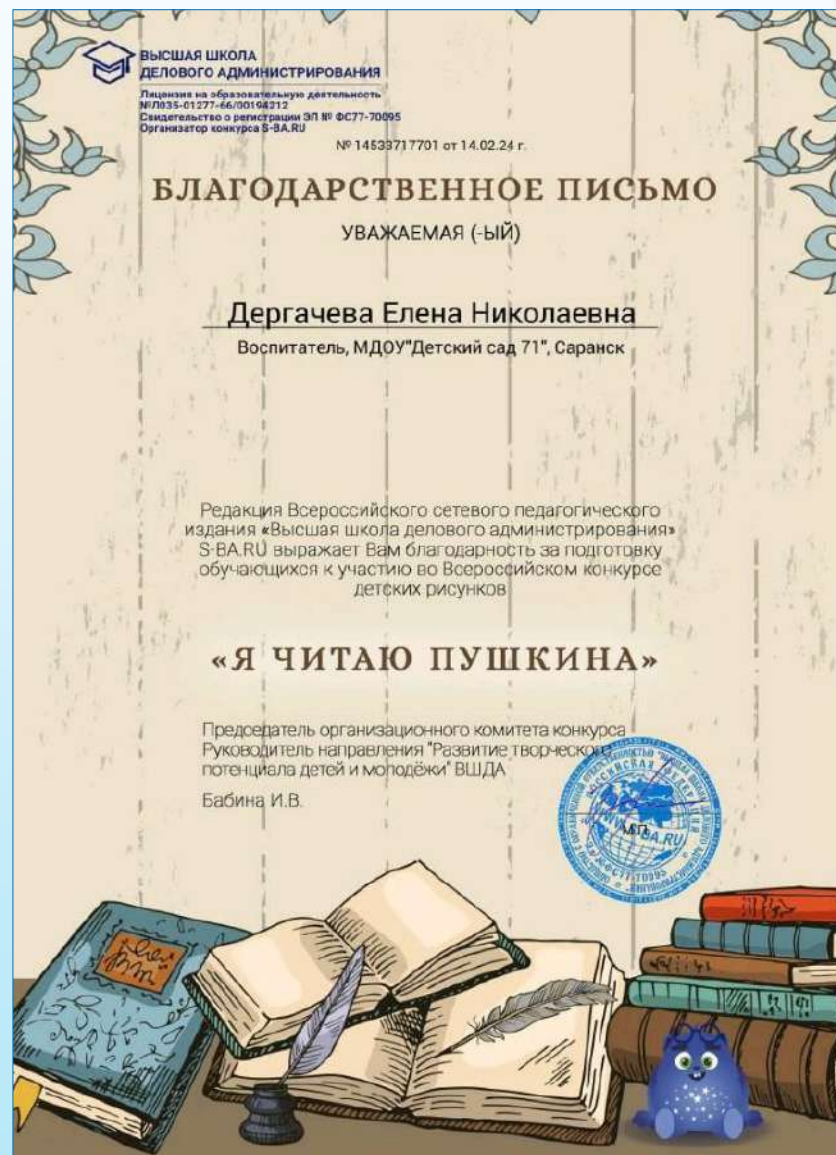 ВЫСШАЯ ШКОЛА
ДЕЛОВОГО АДМИНИСТРИРОВАНИЯ
Лицензия на образовательную деятельность
№Л035-01277-66/00194212
Свидетельство о регистрации ЭЛ № ФС77-70095
Организатор конкурса S-BA.RU
№ 14533717701 от 14.02.24 г.
БЛАГОДАРСТВЕННОЕ ПИСЬМО
УВАЖАЕМАЯ (-ЫЙ)
Дергачева Елена Николаевна
Воспитатель, МДОУ"Детский сад 71", Саранск
Редакция Всероссийского сетевого педагогического
издания «Высшая школа делового администрирования»
S-BA.RU выражает Вам благодарность за подготовку
обучающихся к участию во Всероссийском конкурсе
детских рисунков
«Я ЧИТАЮ ПУШКИНА»
Председатель организационного комитета конкурса
Руководитель направления "Развитие творческого
потенциала детей и молодёжи" ВШДА
Бабина И.В.
РОССИЙСКАЯ ФЕДЕРАЦИЯ
М.П.